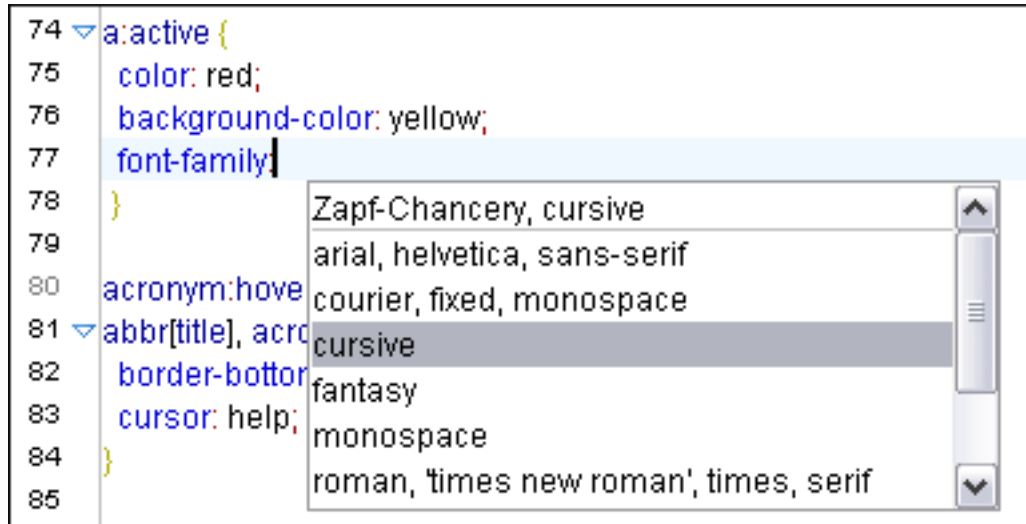 74 a:active {
75 color: red;
76 background-color: yellow;
77 font-family:
78 }
79
80 acronym:hove
81 abbr[title], acro
82 border-bottom
83 cursor: help;
84 }
85
Zapf-Chancery, cursive
arial, helvetica, sans-serif
courier, fixed, monospace
cursive
fantasy
monospace
roman, 'times new roman', times, serif